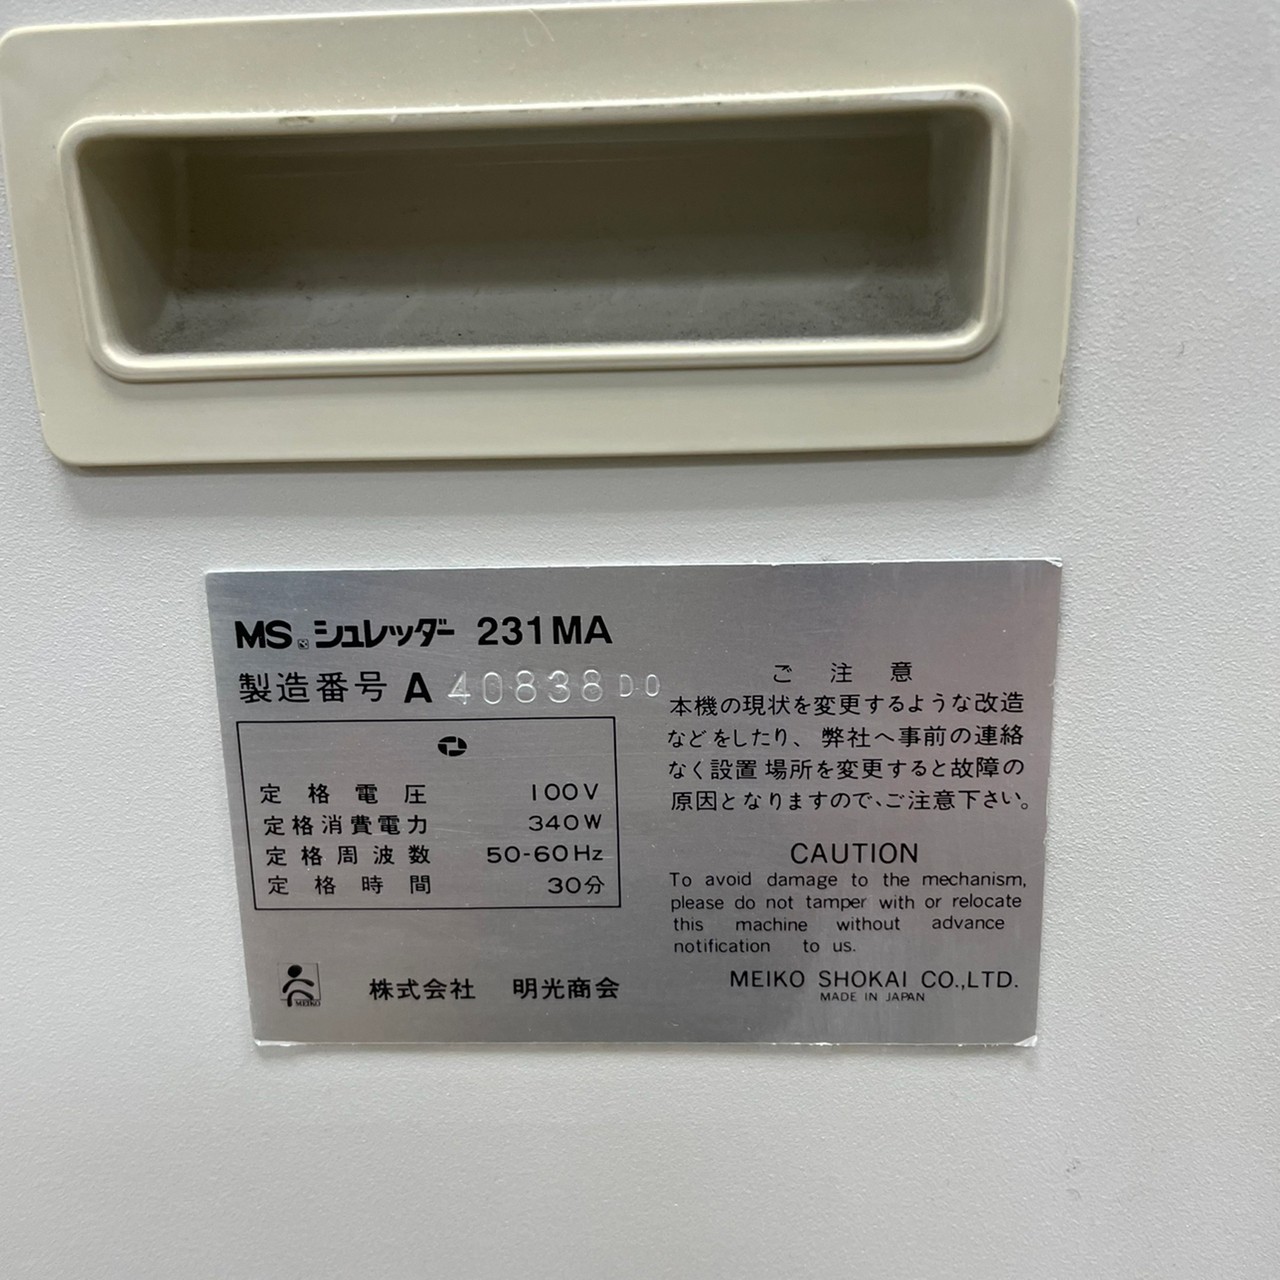 MS シュレッダー 231MA
製造番号 A 40838 DO
定格電圧 100V
定格消費電力 340W
定格周波数 50-60Hz
定格時間 30分
MEIKO
株式会社 明光商会
ご注意
本機の現状を変更するような改造
などをしたり、弊社へ事前の連絡
なく設置場所を変更すると故障の
原因となりますので、ご注意下さい。
CAUTION
To avoid damage to the mechanism,
please do not tamper with or relocate
this machine without advance
notification to us.
MEIKO SHOKAI CO.,LTD.
MADE IN JAPAN